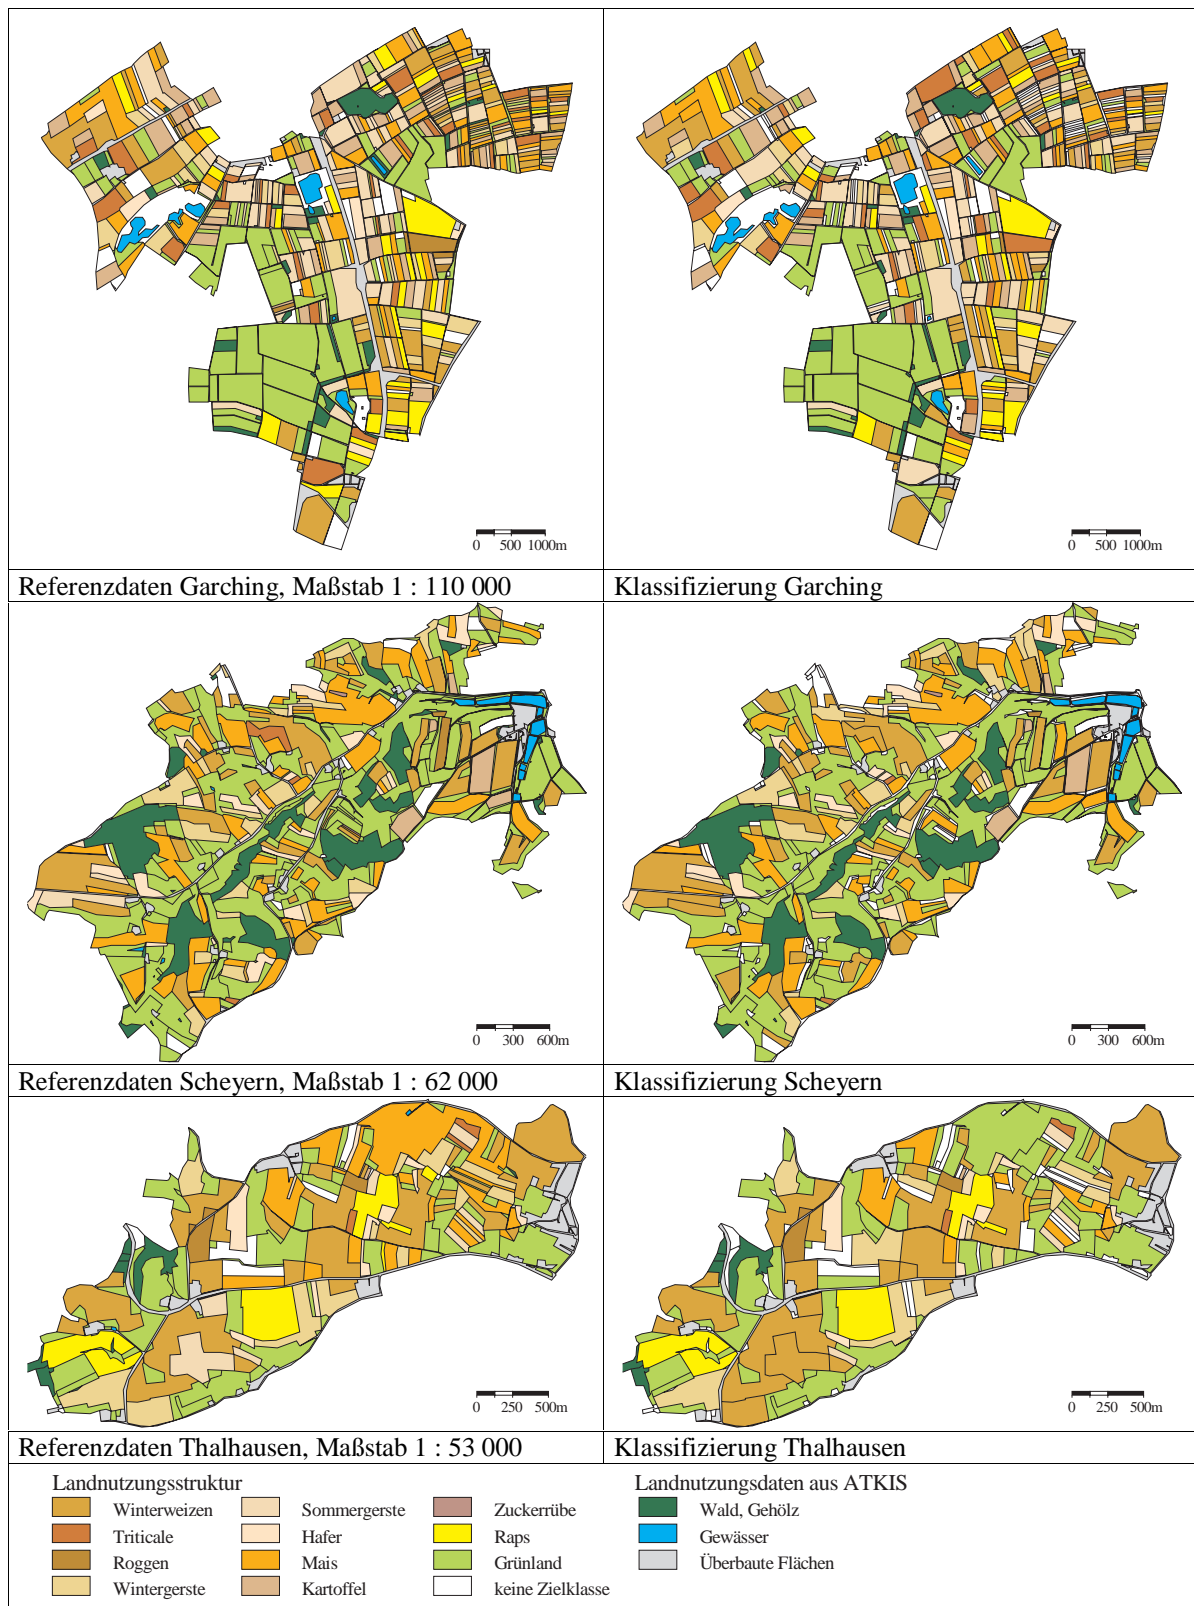 0 500 1000m
0 500 1000m
Referenzdaten Garching, Maßstab 1 : 110 000
Klassifizierung Garching
0 300 600m
0 300 600m
Referenzdaten Scheyern, Maßstab 1 : 62 000
Klassifizierung Scheyern
0 250 500m
0 250 500m
Referenzdaten Thalhausen, Maßstab 1 : 53 000
Klassifizierung Thalhausen
Landnutzungsstruktur
Landnutzungsdaten aus ATKIS
Winterweizen
Sommergerste
Zuckerrübe
Wald, Gehölz
Triticale
Hafer
Raps
Gewässer
Roggen
Mais
Grünland
Überbaute Flächen
Wintergerste
Kartoffel
keine Zielklasse